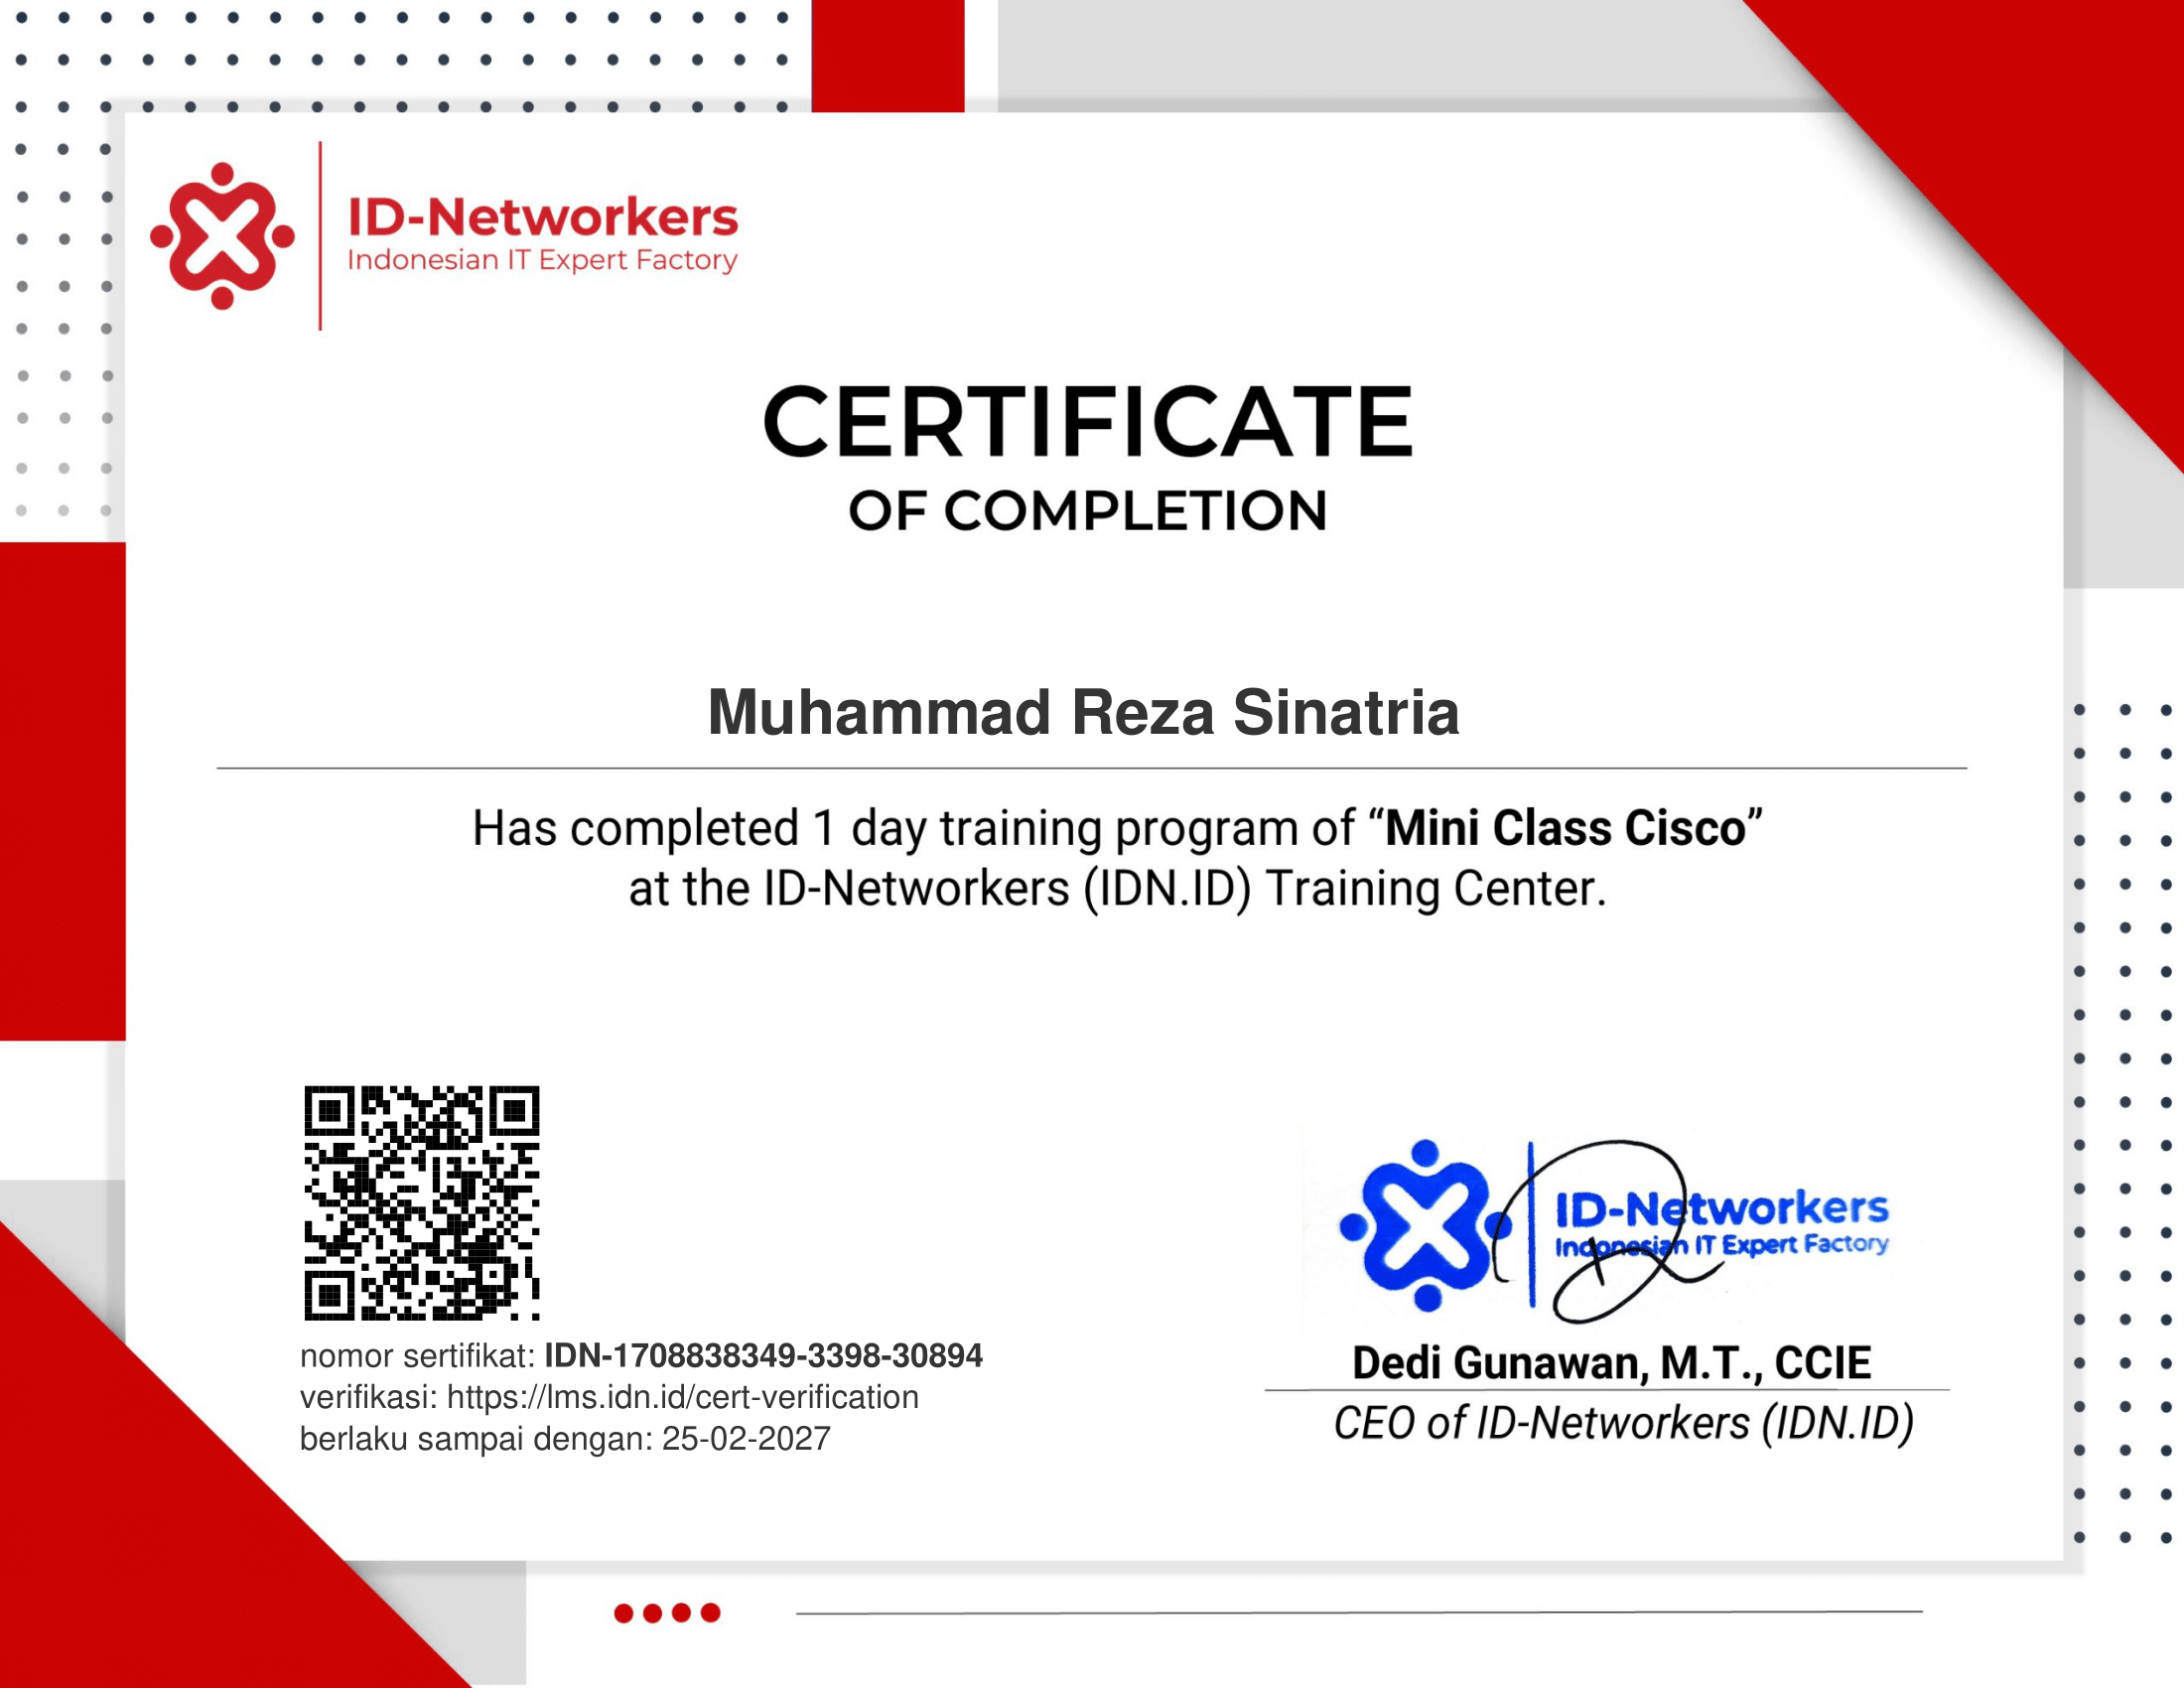 ID-Networkers
Indonesian IT Expert Factory
CERTIFICATE
OF COMPLETION
Muhammad Reza Sinatria
Has completed 1 day training program of “Mini Class Cisco”
at the ID-Networkers (IDN.ID) Training Center.
nomor sertifikat: IDN-1708838349-3398-30894
verifikasi: https://lms.idn.id/cert-verification
berlaku sampai dengan: 25-02-2027
ID-Networkers
Indonesian IT Expert Factory
Dedi Gunawan, M.T., CCIE
CEO of ID-Networkers (IDN.ID)